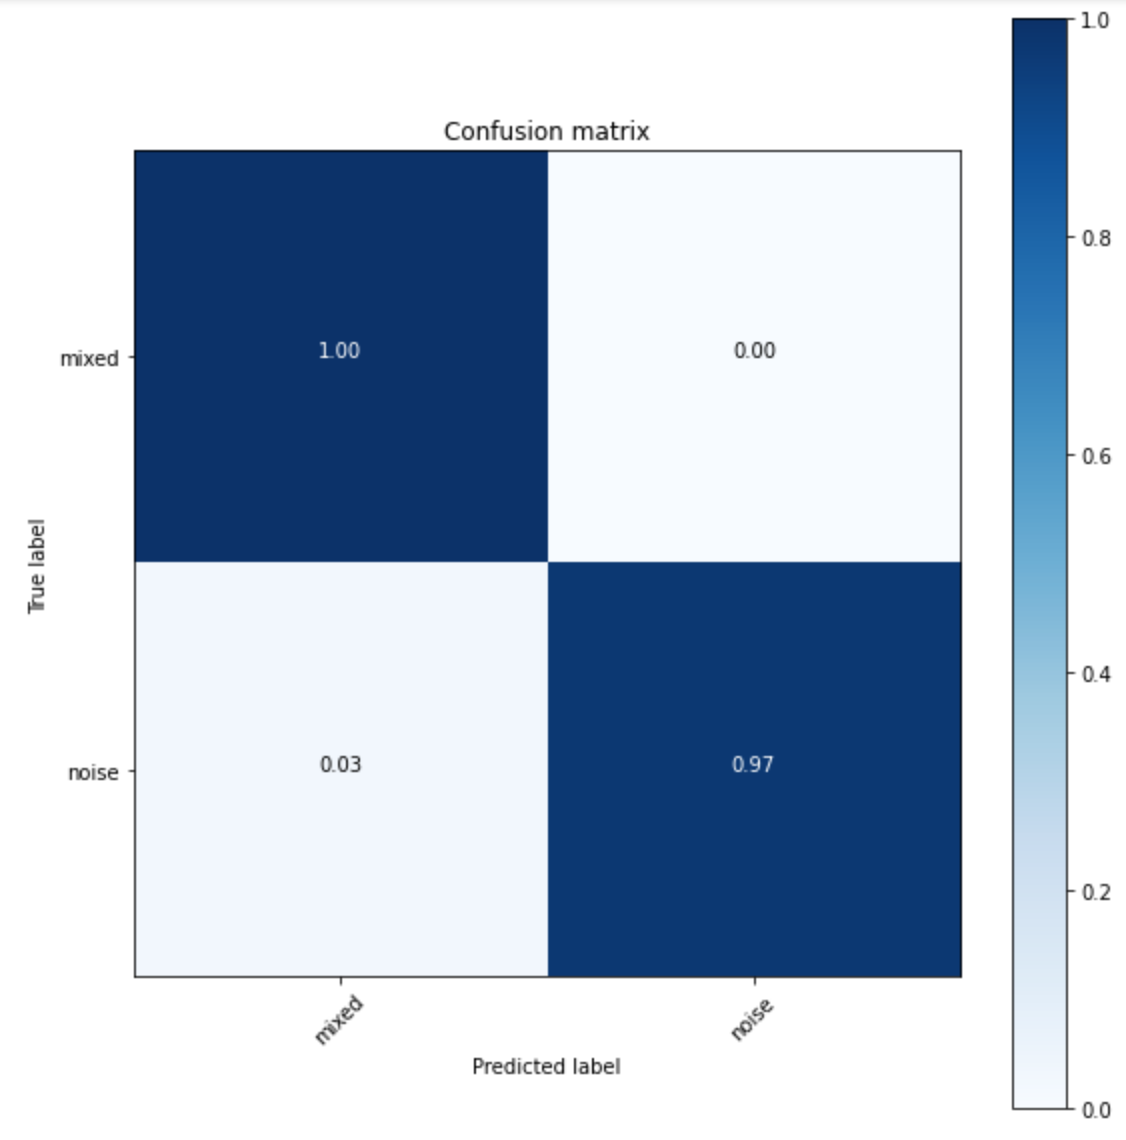 Confusion matrix
1.0
0.8
0.6
0.4
0.2
0.0
True label
mixed
1.00
0.00
noise
0.03
0.97
mixed
noise
Predicted label